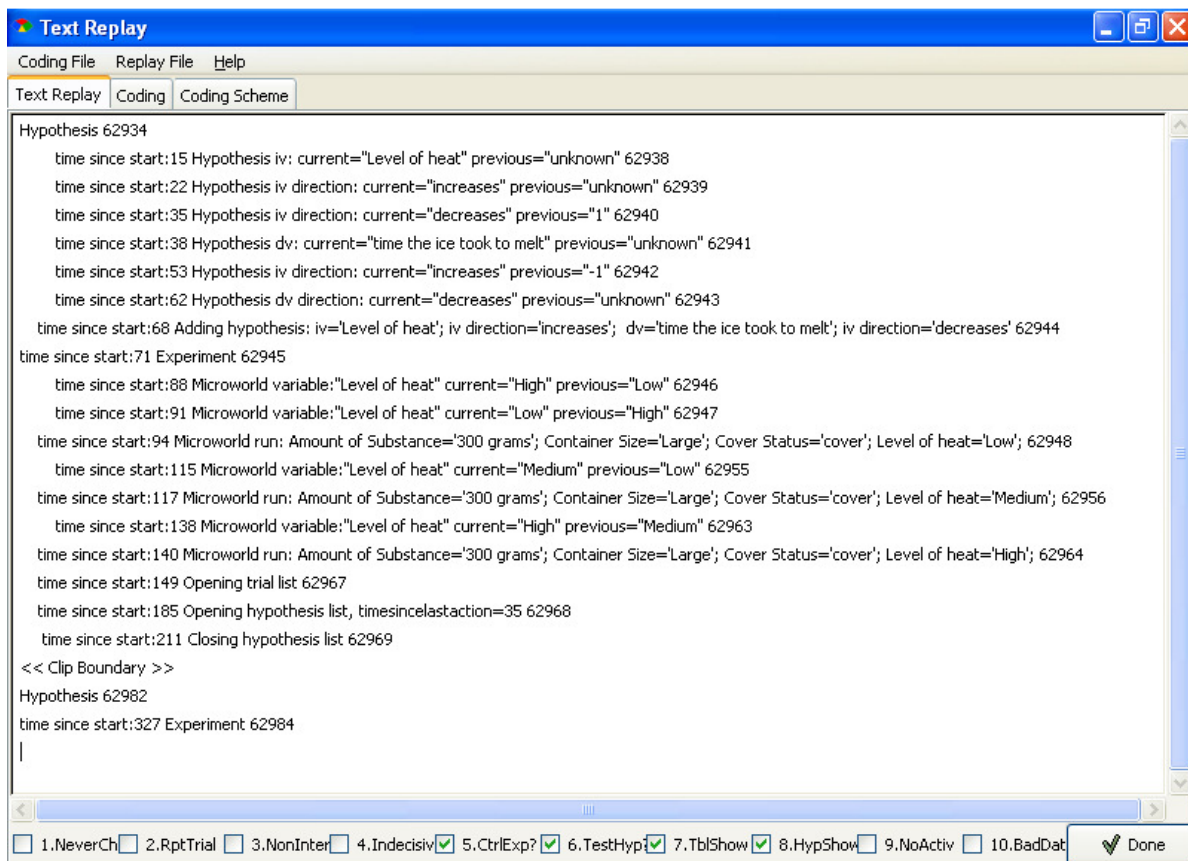 Text Replay
Coding File Replay File Help
Text Replay Coding Coding Scheme
Hypothesis 62934
time since start:15 Hypothesis iv: current="Level of heat" previous="unknown" 62938
time since start:22 Hypothesis iv direction: current="increases" previous="unknown" 62939
time since start:35 Hypothesis iv direction: current="decreases" previous="1" 62940
time since start:38 Hypothesis dv: current="time the ice took to melt" previous="unknown" 62941
time since start:53 Hypothesis iv direction: current="increases" previous="-1" 62942
time since start:62 Hypothesis dv direction: current="decreases" previous="unknown" 62943
time since start:68 Adding hypothesis: iv='Level of heat'; iv direction='increases'; dv='time the ice took to melt'; iv direction='decreases' 62944
time since start:71 Experiment 62945
time since start:88 Microworld variable:"Level of heat" current="High" previous="Low" 62946
time since start:91 Microworld variable:"Level of heat" current="Low" previous="High" 62947
time since start:94 Microworld run: Amount of Substance='300 grams'; Container Size='Large'; Cover Status='cover'; Level of heat='Low'; 62948
time since start:115 Microworld variable:"Level of heat" current="Medium" previous="Low" 62955
time since start:117 Microworld run: Amount of Substance='300 grams'; Container Size='Large'; Cover Status='cover'; Level of heat='Medium'; 62956
time since start:138 Microworld variable:"Level of heat" current="High" previous="Medium" 62963
time since start:140 Microworld run: Amount of Substance='300 grams'; Container Size='Large'; Cover Status='cover'; Level of heat='High'; 62964
time since start:149 Opening trial list 62967
time since start:185 Opening hypothesis list, timesincelastaction=35 62968
time since start:211 Closing hypothesis list 62969
<< Clip Boundary >>
Hypothesis 62982
time since start:327 Experiment 62984
1.NeverCh 2.RptTrial 3.NonInter 4.Indecisiv 5.CtrlExp? 6.TestHyp? 7.TblShow 8.HypShow 9.NoActiv 10.BadDat Done